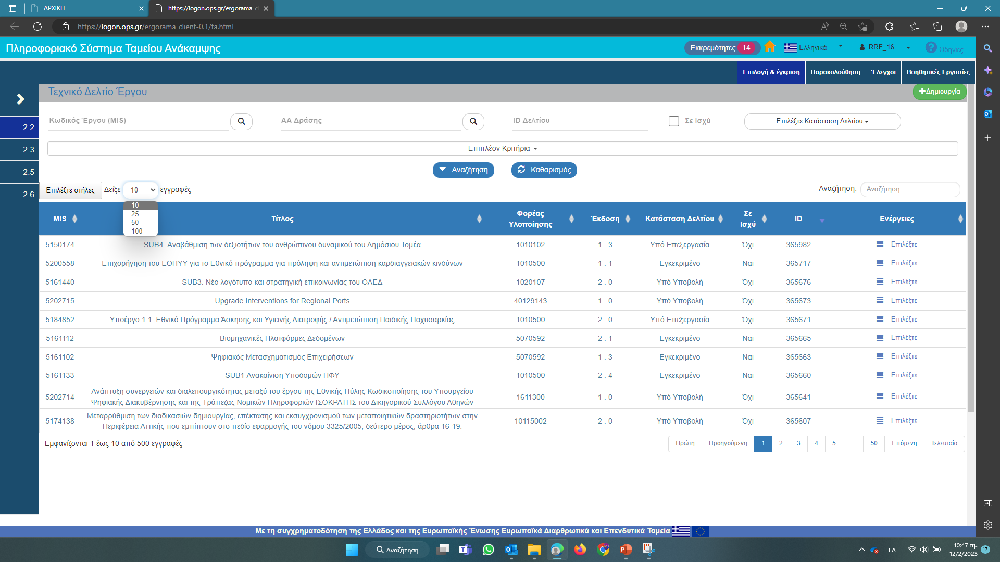 ΑΡΧΙΚΗ
https://logon.ops.gr/ergorama_c
https://logon.ops.gr/ergorama_client-0.1/ta.html
Πληροφοριακό Σύστημα Ταμείου Ανάκαμψης
Εκκρεμότητες 14
Ελληνικά
RRF_16
Οδηγίες
Επιλογή & έγκριση
Παρακολούθηση
Έλεγχοι
Βοηθητικές Εργασίες
Τεχνικό Δελτίο Έργου
Δημιουργία
2.2
2.3
2.5
2.6
Κωδικός Έργου (MIS)
ΑΑ Δράσης
ID Δελτίου
Σε Ισχύ
Επιλέξτε Κατάσταση Δελτίου
Επιπλέον Κριτήρια
Αναζήτηση
Καθαρισμός
Επιλέξτε στήλες Δείξε 10 εγγραφές
10
25
50
100
Αναζήτηση: Αναζήτηση
MIS Τίτλος Φορέας Υλοποίησης Έκδοση Κατάσταση Δελτίου Σε Ισχύ ID Ενέργειες
5150174 SUB4. Αναβάθμιση των δεξιοτήτων του ανθρώπινου δυναμικού του Δημόσιου Τομέα 1010102 1 . 3 Υπό Επεξεργασία Όχι 365982 Επιλέξτε
5200558 Επιχορήγηση του ΕΟΠΥΥ για το Εθνικό πρόγραμμα για πρόληψη και αντιμετώπιση καρδιαγγειακών κινδύνων 1010500 1 . 1 Εγκεκριμένο Ναι 365717 Επιλέξτε
5161440 SUB3. Νέο λογότυπο και στρατηγική επικοινωνίας του ΟΑΕΔ 1020107 2 . 0 Υπό Υποβολή Όχι 365676 Επιλέξτε
5202715 Upgrade Interventions for Regional Ports 40129143 1 . 0 Υπό Υποβολή Όχι 365673 Επιλέξτε
5184852 Υποέργο 1.1. Εθνικό Πρόγραμμα Άσκησης και Υγιεινής Διατροφής / Αντιμετώπιση Παιδικής Παχυσαρκίας 1010500 2 . 0 Υπό Επεξεργασία Όχι 365671 Επιλέξτε
5161112 Βιομηχανικές Πλατφόρμες Δεδομένων 5070592 2 . 1 Εγκεκριμένο Ναι 365665 Επιλέξτε
5161102 Ψηφιακός Μετασχηματισμός Επιχειρήσεων 5070592 1 . 3 Εγκεκριμένο Ναι 365663 Επιλέξτε
5161133 SUB1 Ανακαίνιση Υποδομών ΠΦΥ 1010500 2 . 4 Εγκεκριμένο Ναι 365660 Επιλέξτε
5202714 Ανάπτυξη συνεργειών και διαλειτουργικότητας μεταξύ του έργου της Εθνικής Πύλης Κωδικοποίησης του Υπουργείου
Ψηφιακής Διακυβέρνησης και της Τράπεζας Νομικών Πληροφοριών ΙΣΟΚΡΑΤΗΣ του Δικηγορικού Συλλόγου Αθηνών 1611300 1 . 0 Υπό Υποβολή Όχι 365641 Επιλέξτε
5174138 Μεταρρύθμιση των διαδικασιών δημιουργίας, επέκτασης και εκσυγχρονισμού των μεταποιητικών δραστηριοτήτων στην
Περιφέρεια Αττικής που εμπίπτουν στο πεδίο εφαρμογής του νόμου 3325/2005, δεύτερο μέρος, άρθρα 16-19. 10115002 2 . 0 Υπό Υποβολή Όχι 365607 Επιλέξτε
Εμφανίζονται 1 έως 10 από 500 εγγραφές
Πρώτη Προηγούμενη 1 2 3 4 5 … 50 Επόμενη Τελευταία
Με τη συγχρηματοδότηση της Ελλάδος και της Ευρωπαϊκής Ένωσης Ευρωπαϊκά Διαρθρωτικά και Επενδυτικά Ταμεία
Αναζήτηση
ΕΛ
10:47 πμ
12/2/2023
17